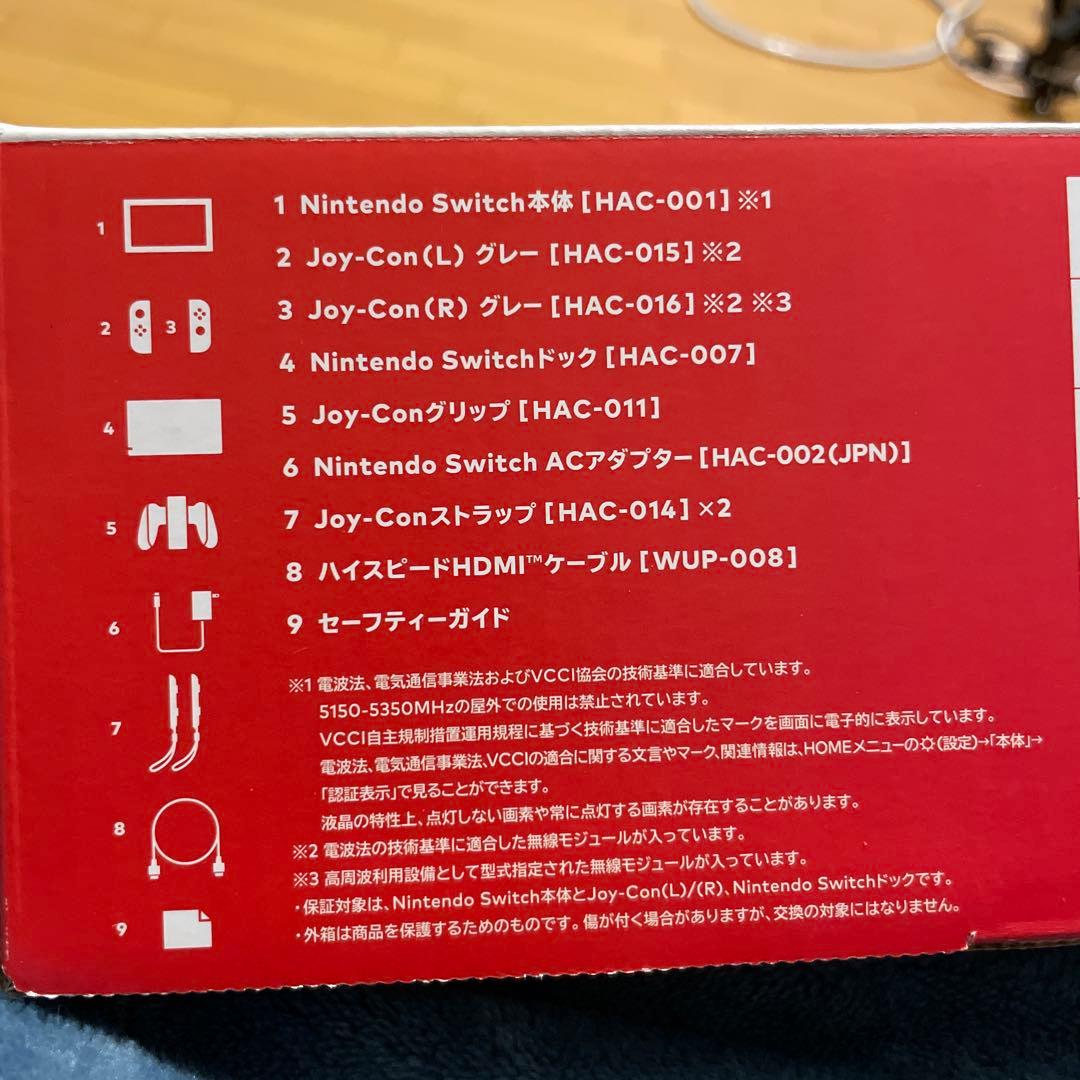 1 Nintendo Switch本体[HAC-001]※1
2 Joy-Con(L) グレー[HAC-015]※2
3 Joy-Con(R) グレー[HAC-016]※2 ※3
4 Nintendo Switchドック[HAC-007]
5 Joy-Conグリップ[HAC-011]
6 Nintendo Switch ACアダプター[HAC-002(JPN)]
7 Joy-Conストラップ[HAC-014]×2
8 ハイスピードHDMI™ケーブル[WUP-008]
9 セーフティーガイド
1
2
3
4
5
6
7
8
9
※1 電波法、電気通信事業法およびVCCI協会の技術基準に適合しています。
5150-5350MHzの屋外での使用は禁止されています。
VCCI自主規制措置運用規程に基づく技術基準に適合したマークを画面に電子的に表示しています。
電波法、電気通信事業法、VCCIの適合に関する文言やマーク、関連情報は、HOMEメニューの(設定)→「本体」→
「認証表示」で見ることができます。
液晶の特性上、点灯しない画素や常に点灯する画素が存在することがあります。
※2 電波法の技術基準に適合した無線モジュールが入っています。
※3 高周波利用設備として型式指定された無線モジュールが入っています。
・保証対象は、Nintendo Switch本体とJoy-Con(L)/(R)、Nintendo Switchドックです。
・外箱は商品を保護するためのものです。傷が付く場合がありますが、交換の対象にはなりません。